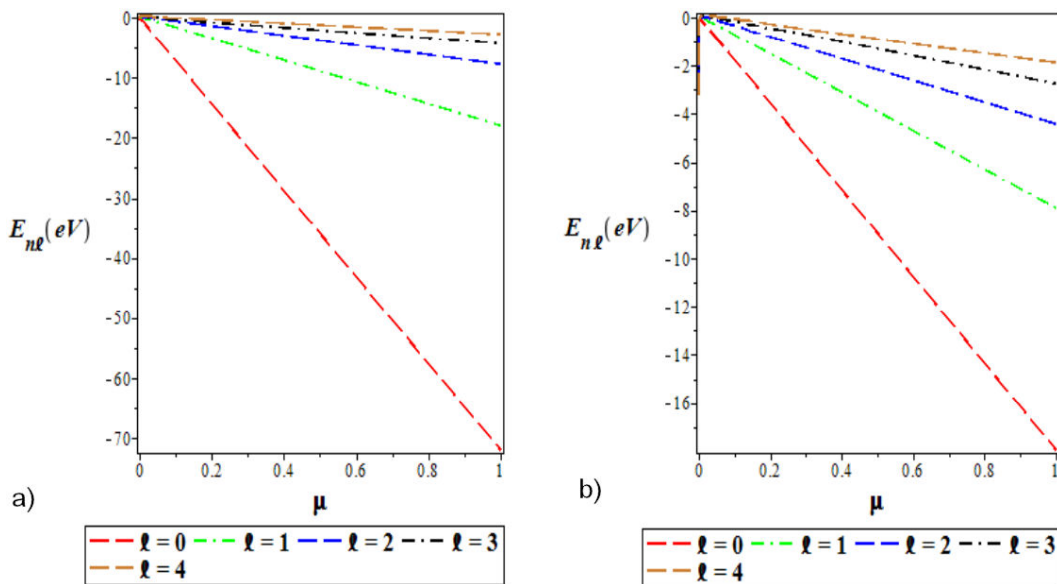 0
-10
-20
-30
E nℓ (eV)
-40
-50
-60
-70
0 0.2 0.4 0.6 0.8 1
μ
a)
ℓ = 0 ℓ = 1 ℓ = 2 ℓ = 3
ℓ = 4
0
-2
-4
-6
-8
E nℓ (eV)
-10
-12
-14
-16
0 0.2 0.4 0.6 0.8 1
μ
b)
ℓ = 0 ℓ = 1 ℓ = 2 ℓ = 3
ℓ = 4